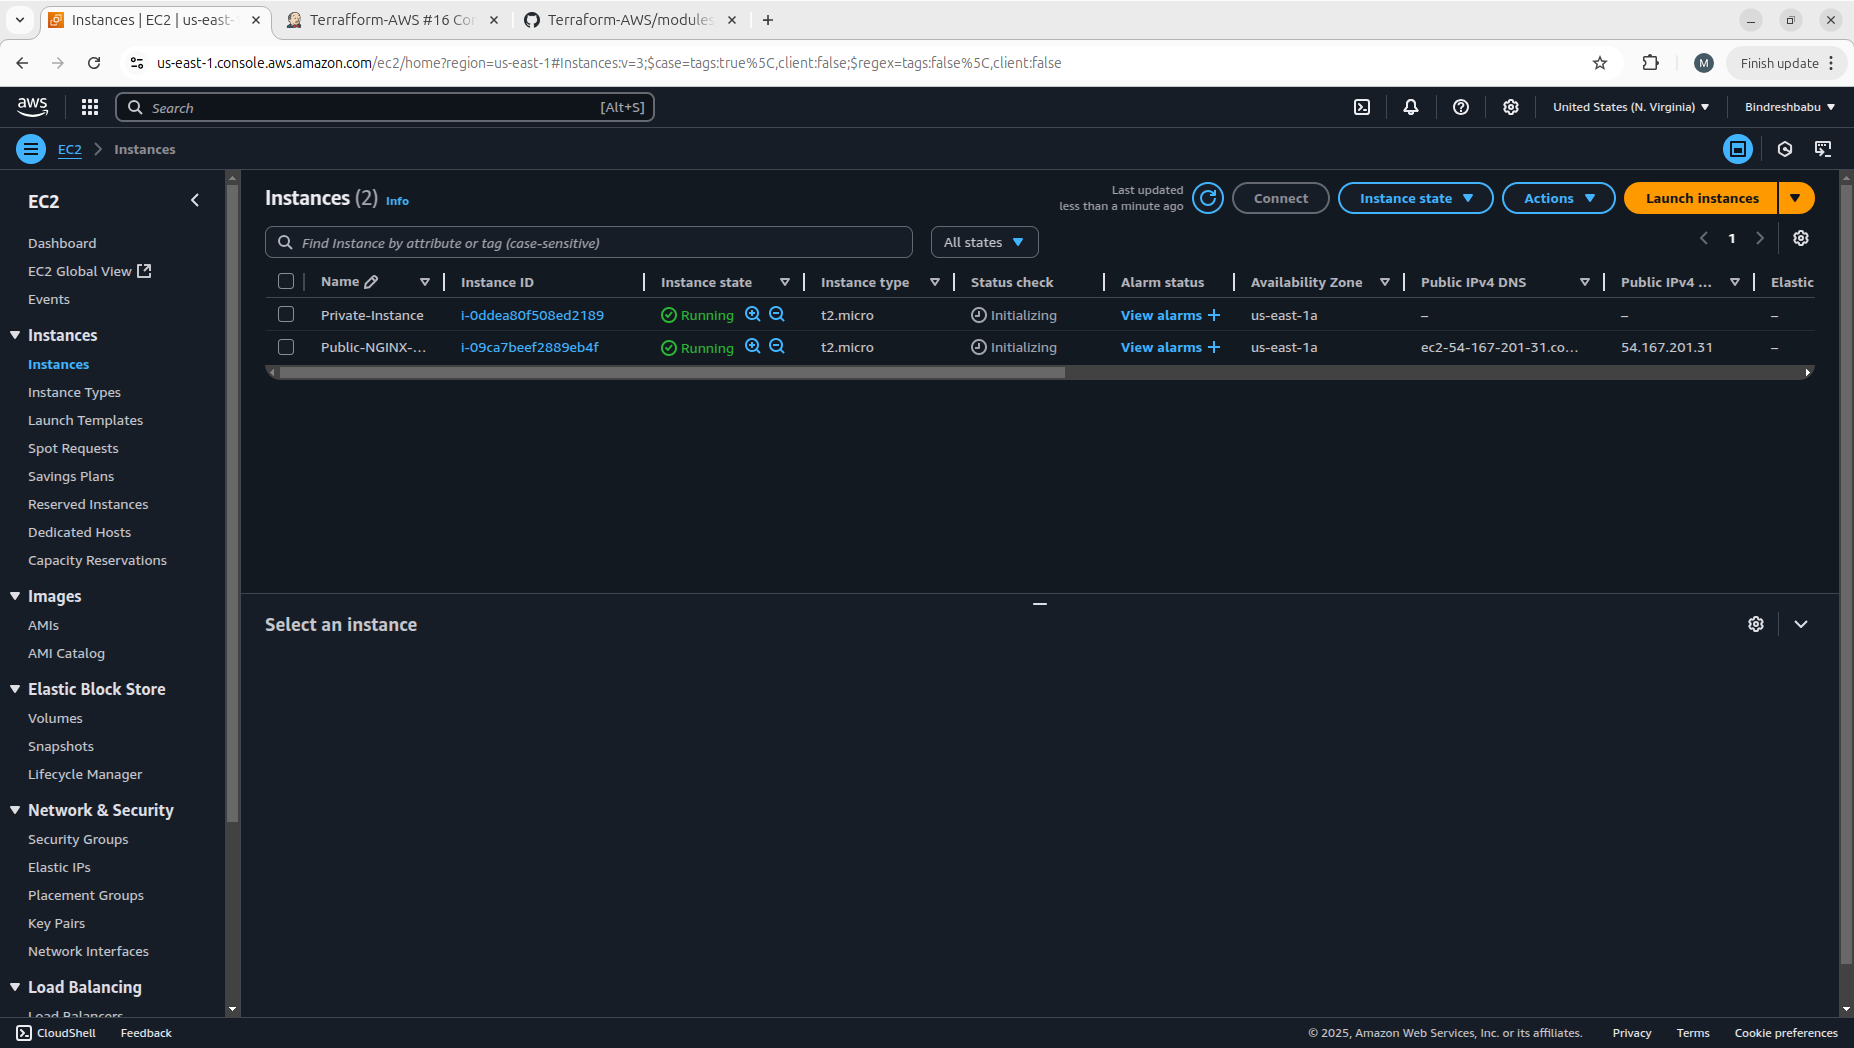 Instances | EC2 | us-east-
Terrafform-AWS #16 Con
Terraform-AWS/modules
us-east-1.console.aws.amazon.com/ec2/home?region=us-east-1#Instances:v=3;$case=tags:true%5C,client:false;$regex=tags:false%5C,client:false
M
Finish update
aws
Search
[Alt+S]
United States (N. Virginia)
Bindreshbabu
EC2
Instances
EC2
Dashboard
EC2 Global View
Events
Instances
Instances
Instance Types
Launch Templates
Spot Requests
Savings Plans
Reserved Instances
Dedicated Hosts
Capacity Reservations
Images
AMIs
AMI Catalog
Elastic Block Store
Volumes
Snapshots
Lifecycle Manager
Network & Security
Security Groups
Elastic IPs
Placement Groups
Key Pairs
Network Interfaces
Load Balancing
Load Balancers
Instances (2) Info
Last updated
less than a minute ago
Connect
Instance state
Actions
Launch instances
Find Instance by attribute or tag (case-sensitive)
All states
1
Name Instance ID Instance state Instance type Status check Alarm status Availability Zone Public IPv4 DNS Public IPv4 ... Elastic
Private-Instance i-0ddea80f508ed2189 Running t2.micro Initializing View alarms + us-east-1a – – –
Public-NGINX-... i-09ca7beef2889eb4f Running t2.micro Initializing View alarms + us-east-1a ec2-54-167-201-31.co... 54.167.201.31 –
Select an instance
CloudShell
Feedback
© 2025, Amazon Web Services, Inc. or its affiliates.
Privacy
Terms
Cookie preferences